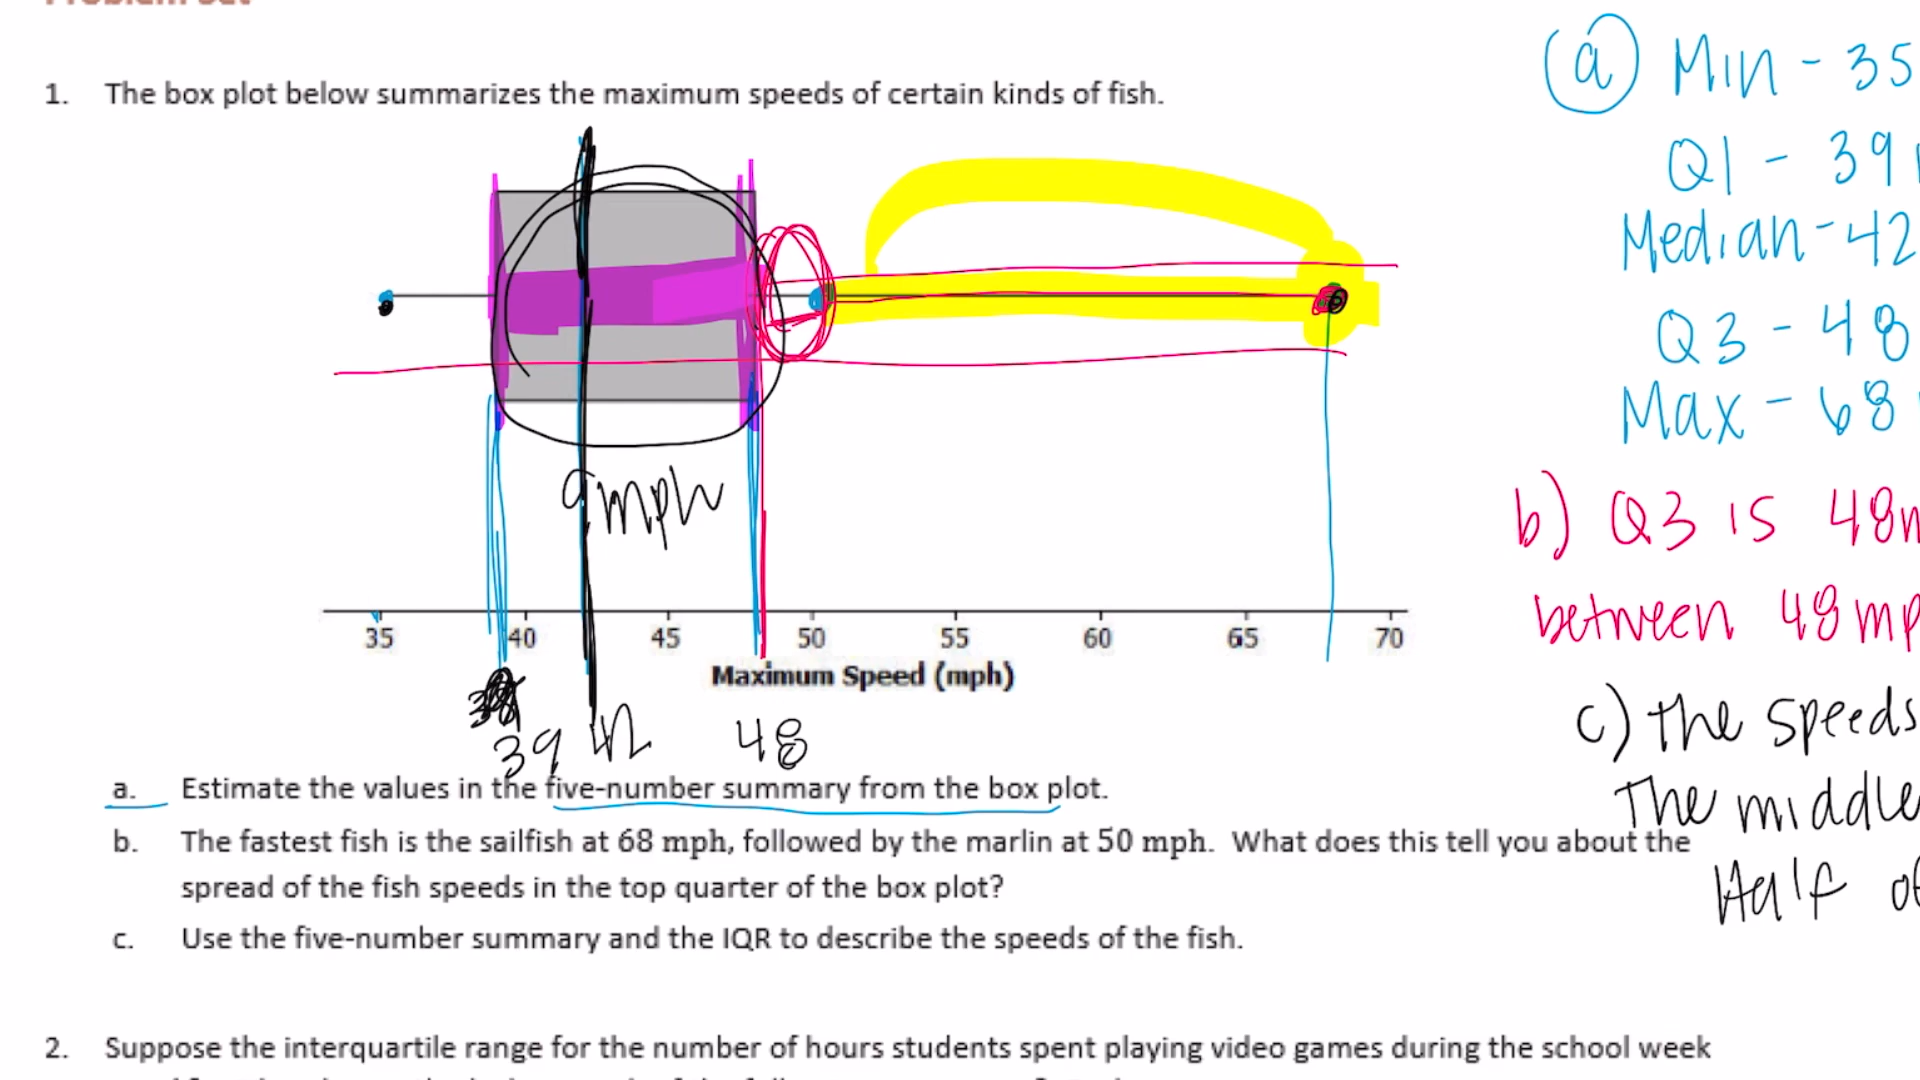 Problem Set
1. The box plot below summarizes the maximum speeds of certain kinds of fish.
9mph
35 40 45 50 55 60 65 70
Maximum Speed (mph)
39 42 48
a. Estimate the values in the five-number summary from the box plot.
b. The fastest fish is the sailfish at 68 mph, followed by the marlin at 50 mph. What does this tell you about the
spread of the fish speeds in the top quarter of the box plot?
c. Use the five-number summary and the IQR to describe the speeds of the fish.
2. Suppose the interquartile range for the number of hours students spent playing video games during the school week
(a) Min - 35
Q1 - 39
Median - 42
Q3 - 48
Max - 68
b) Q3 is 48m
between 48mp
c) the speeds
The middle
Half of